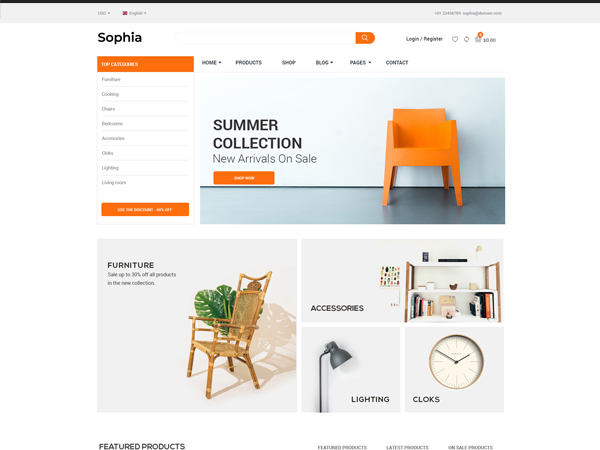 USD English +01 23456789 sophia@domain.com
Sophia
Login / Register 0 $0.00
TOP CATEGORIES HOME PRODUCTS SHOP BLOG PAGES CONTACT
Furniture
Cooking
Chairs
Bedrooms
Accessories
Cloks
Lighting
Living room
USE THE DISCOUNT - 60% OFF
SUMMER
COLLECTION
New Arrivals On Sale
SHOP NOW
FURNITURE
Sale up to 30% off all products
in the new collection.
ACCESSORIES
LIGHTING
CLOKS
FEATURED PRODUCTS FEATURED PRODUCTS LATEST PRODUCTS ON SALE PRODUCTS